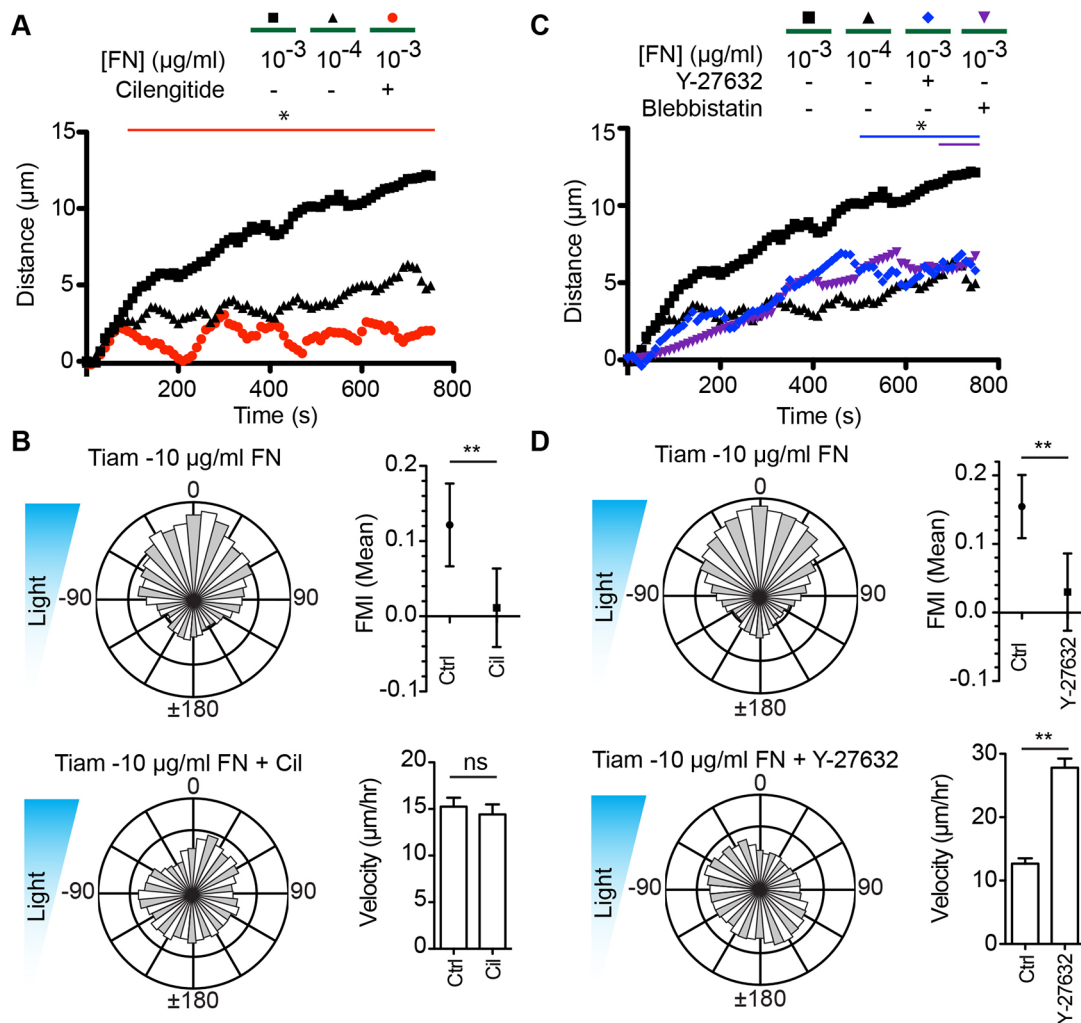 A
[FN] (µg/ml) 10-3 10-4 10-3
Cilengitide - - +
*
15
10
5
0
Distance (µm)
200 400 600 800
Time (s)
C
[FN] (µg/ml) 10-3 10-4 10-3 10-3
Y-27632 - - + -
Blebbistatin - - - +
*
15
10
5
0
Distance (µm)
200 400 600 800
Time (s)
B
Tiam -10 µg/ml FN
Light
0
-90
90
±180
FMI (Mean)
0.2
0.1
0.0
-0.1
**
Ctrl
Cil
Tiam -10 µg/ml FN + Cil
Light
0
-90
90
±180
Velocity (µm/hr)
20
15
10
5
0
ns
Ctrl
Cil
D
Tiam -10 µg/ml FN
Light
0
-90
90
±180
FMI (Mean)
0.2
0.1
0.0
-0.1
**
Ctrl
Y-27632
Tiam -10 µg/ml FN + Y-27632
Light
0
-90
90
±180
Velocity (µm/hr)
30
20
10
0
**
Ctrl
Y-27632